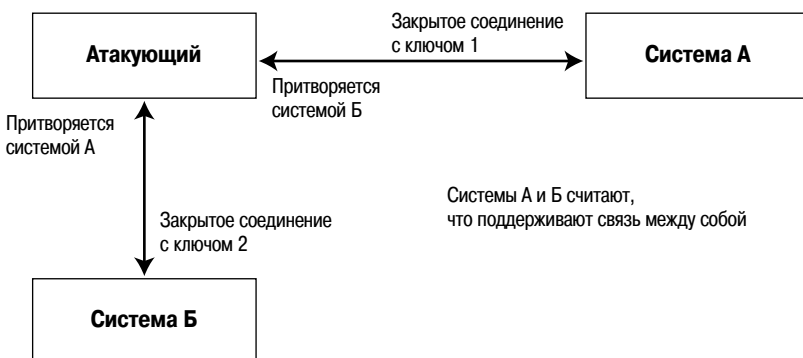 Закрытое соединение
с ключом 1
Атакующий
Система А
Притворяется
системой Б
Притворяется
системой А
Системы А и Б считают,
что поддерживают связь между собой
Закрытое соединение
с ключом 2
Система Б